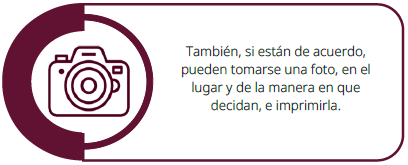 También, si están de acuerdo,
pueden tomarse una foto, en el
lugar y de la manera en que
decidan, e imprimirla.